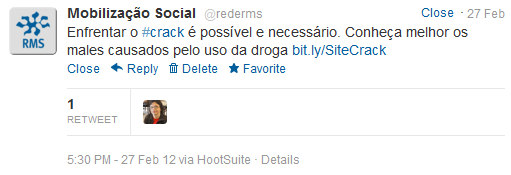 Mobilização Social @rederms Close · 27 Feb
Enfrentar o #crack é possível e necessário. Conheça melhor os
males causados pelo uso da droga bit.ly/SiteCrack
Close Reply Delete Favorite
RMS
1
RETWEET
5:30 PM - 27 Feb 12 via HootSuite · Details